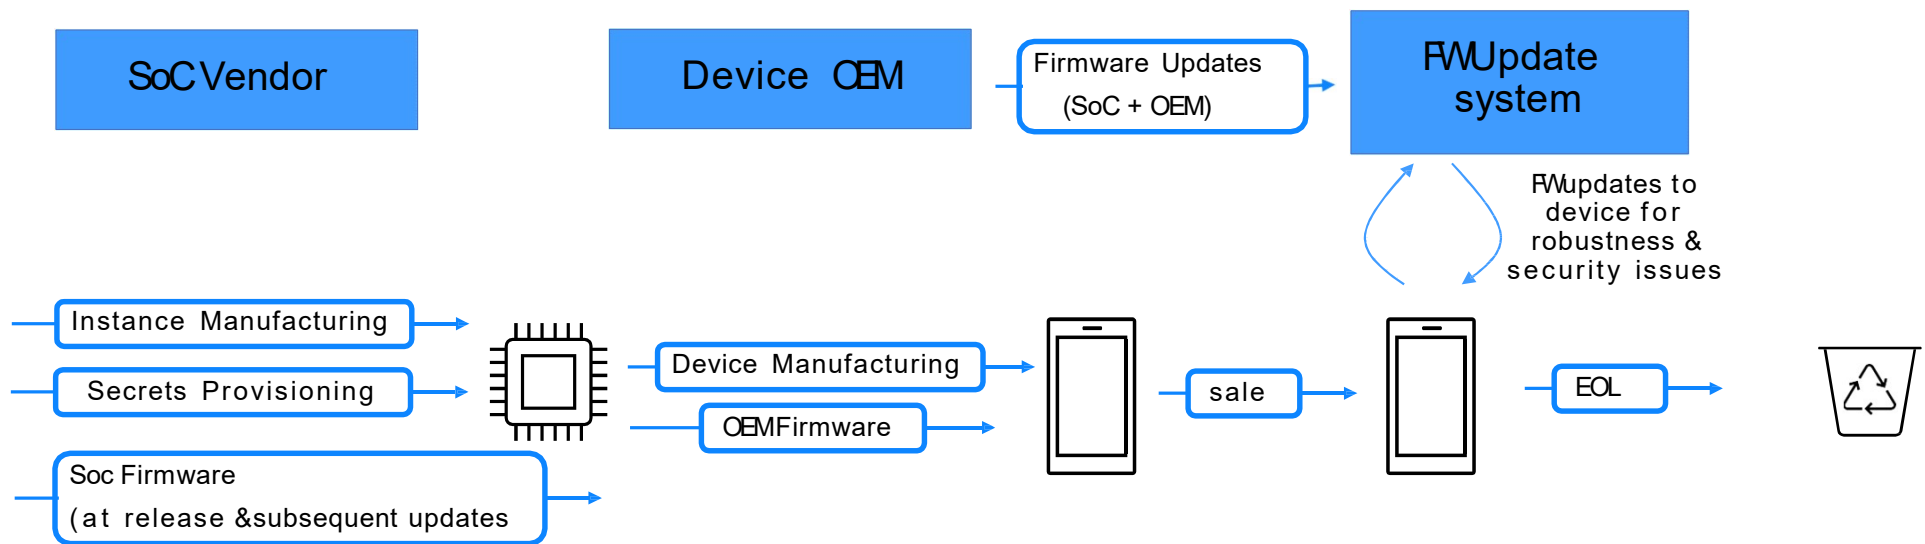 SoC Vendor
Device OEM
Firmware Updates
(SoC + OEM)
FW Update
system
FW updates to
device for
robustness &
security issues
Instance Manufacturing
Secrets Provisioning
Soc Firmware
(at release & subsequent updates
Device Manufacturing
OEM Firmware
sale
EOL